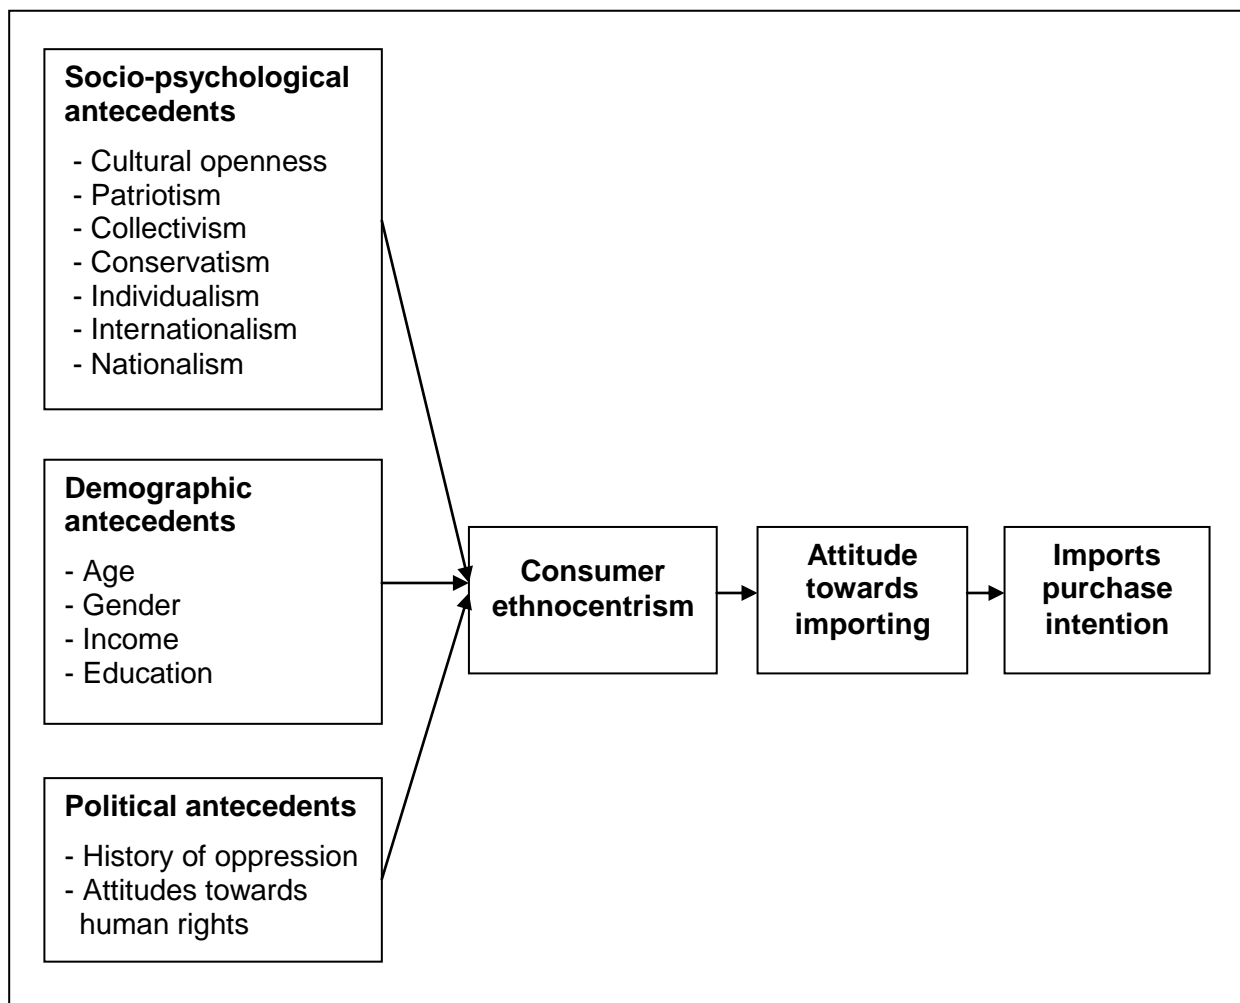 Socio-psychological
antecedents
- Cultural openness
- Patriotism
- Collectivism
- Conservatism
- Individualism
- Internationalism
- Nationalism
Demographic
antecedents
- Age
- Gender
- Income
- Education
Political antecedents
- History of oppression
- Attitudes towards
human rights
Consumer
ethnocentrism
Attitude
towards
importing
Imports
purchase
intention